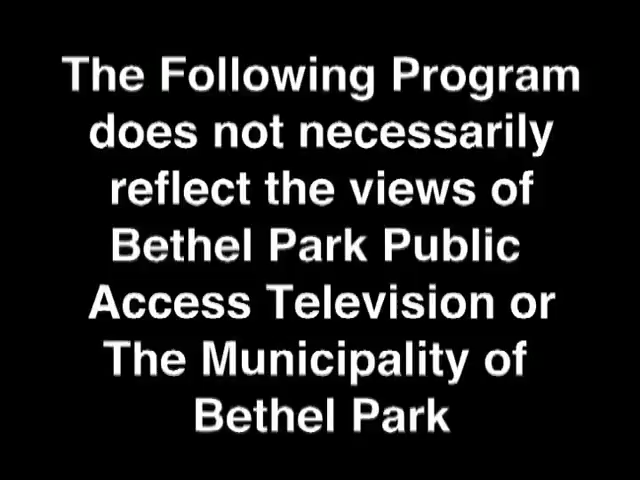 The Following Program
does not necessarily
reflect the views of
Bethel Park Public
Access Television or
The Municipality of
Bethel Park